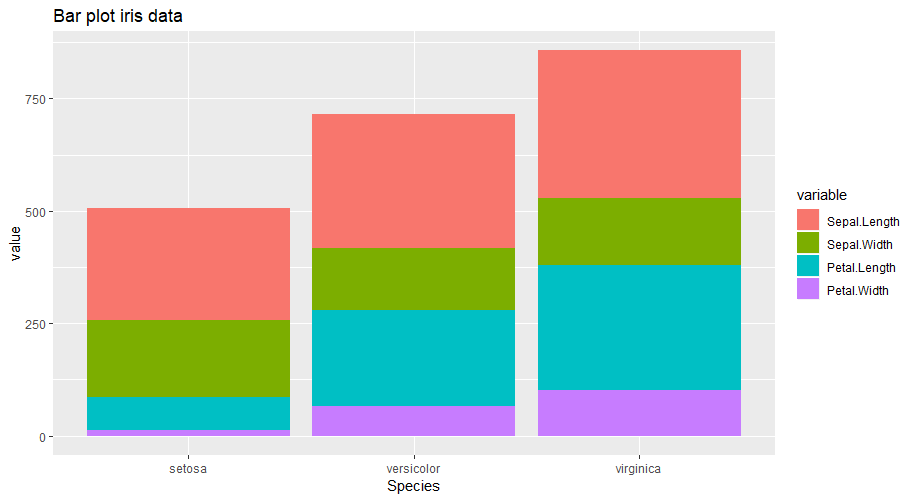 Bar plot iris data
value
750
500
250
0
setosa
versicolor
virginica
Species
variable
Sepal.Length
Sepal.Width
Petal.Length
Petal.Width